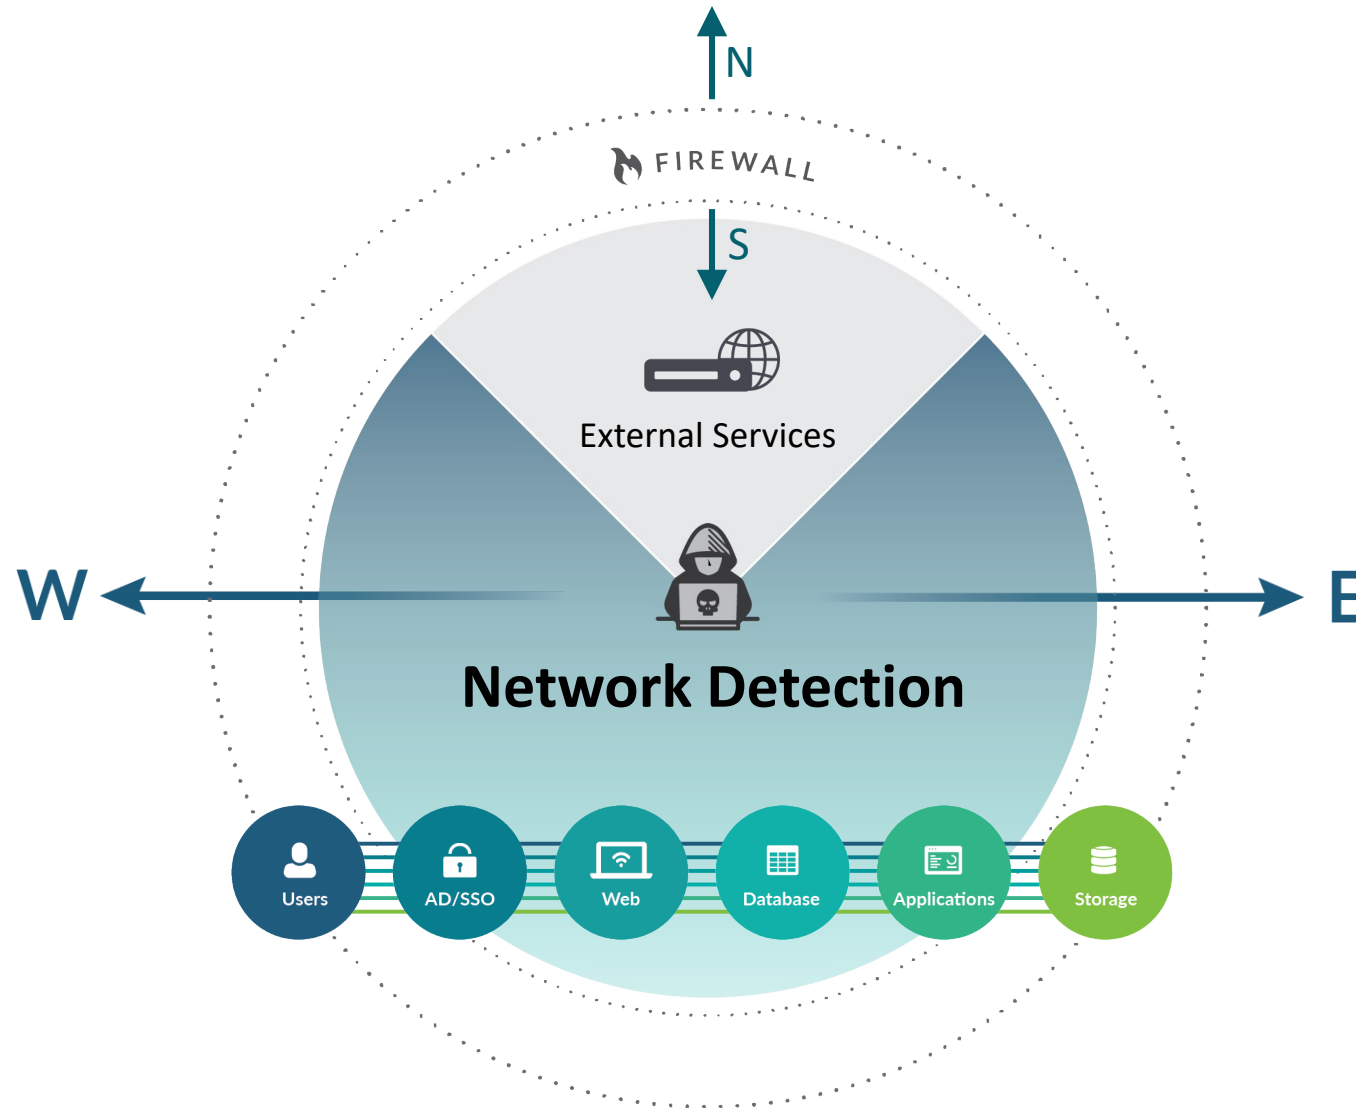 N
FIREWALL
S
External Services
W
E
Network Detection
Users
AD/SSO
Web
Database
Applications
Storage